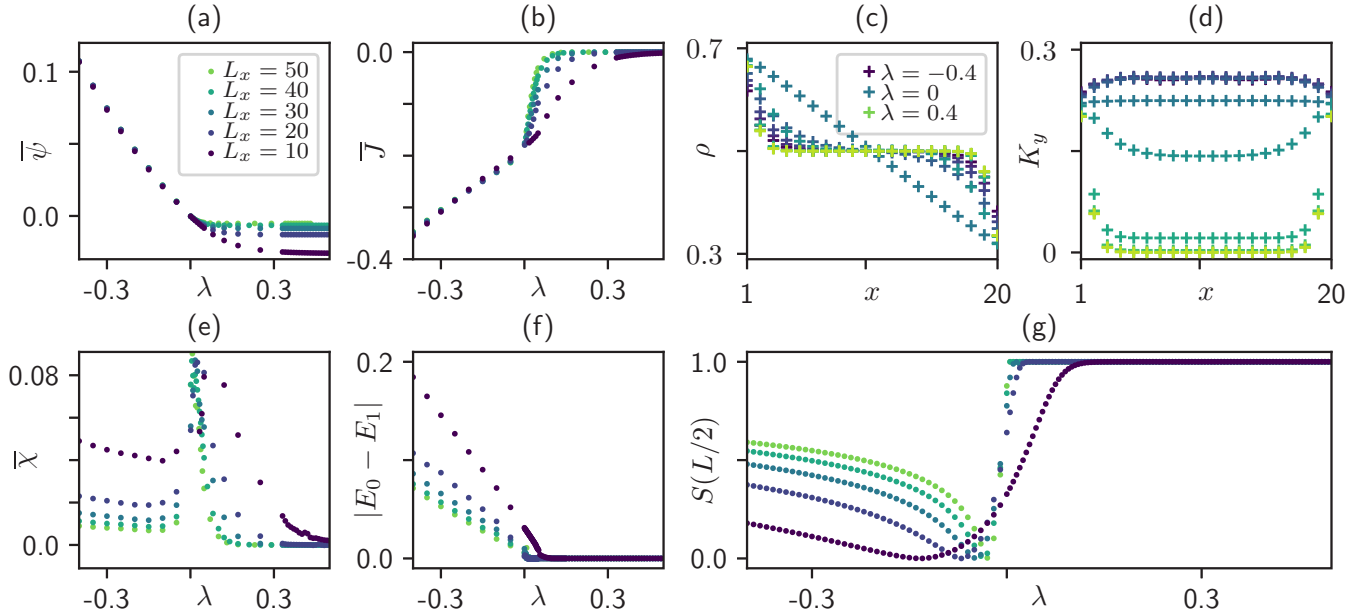 (a)
ψ̅
0.1
0.0
L_x = 50
L_x = 40
L_x = 30
L_x = 20
L_x = 10
-0.3 λ 0.3
(b)
J̅
0.0
-0.4
-0.3 λ 0.3
(c)
ρ
0.7
0.3
λ = −0.4
λ = 0
λ = 0.4
1 x 20
(d)
K_y
0.3
0
1 x 20
(e)
χ̅
0.08
0.0
-0.3 λ 0.3
(f)
|E_0 − E_1|
0.2
0.0
-0.3 λ 0.3
(g)
S(L/2)
1.0
0.0
-0.3 λ 0.3